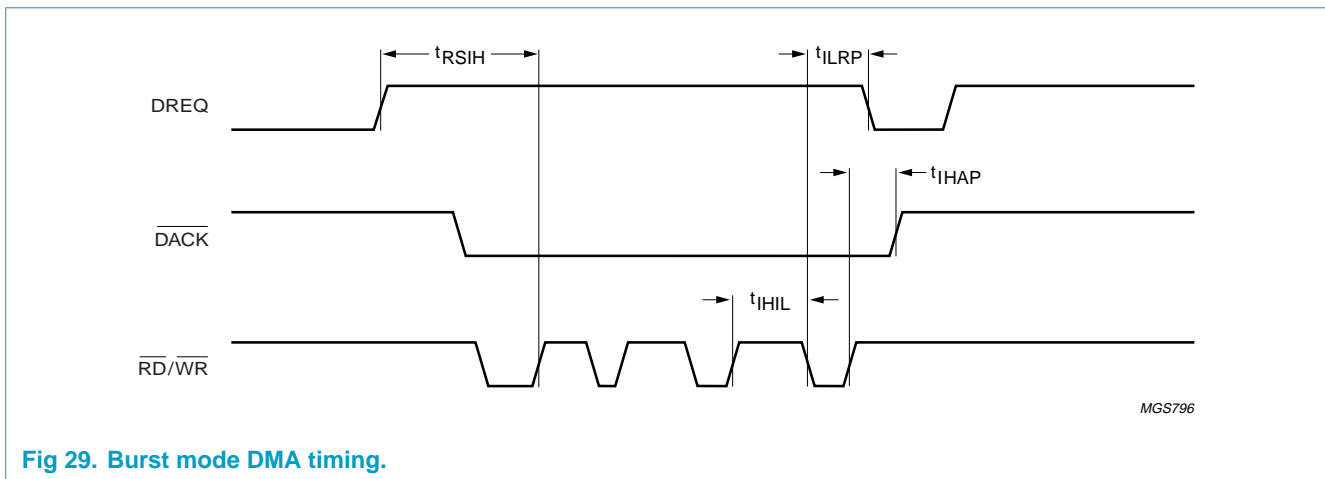 tRSIH
tILRP
DREQ
tIHAP
DACK
tIHIL
RD/WR
MGS796
Fig 29. Burst mode DMA timing.